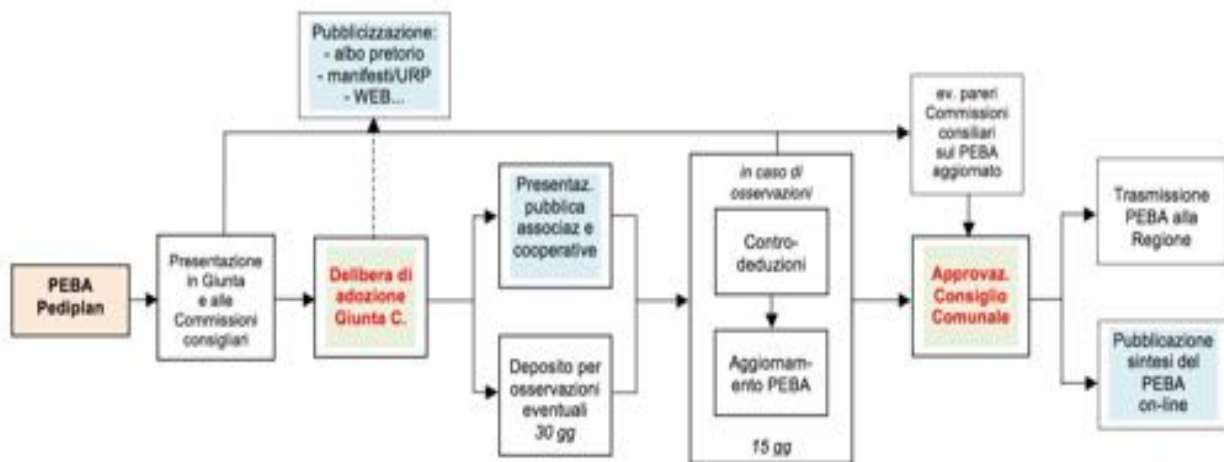 Pubblicizzazione:
- albo pretorio
- manifesti/URP
- WEB...
PEBA
Pediplan
Presentazione
in Giunta
e alle
Commissioni
consigliari
Delibera di
adozione
Giunta C.
Presentaz.
pubblica
associaz e
cooperative
Deposito per
osservazioni
eventuali
30 gg
in caso di
osservazioni
Contro-
deduzioni
Aggiornam-
ento PEBA
15 gg
ev. pareri
Commissioni
consiliari
sul PEBA
aggiornato
Approvaz.
Consiglio
Comunale
Trasmissione
PEBA alla
Regione
Pubblicazione
sintesi del
PEBA
on-line